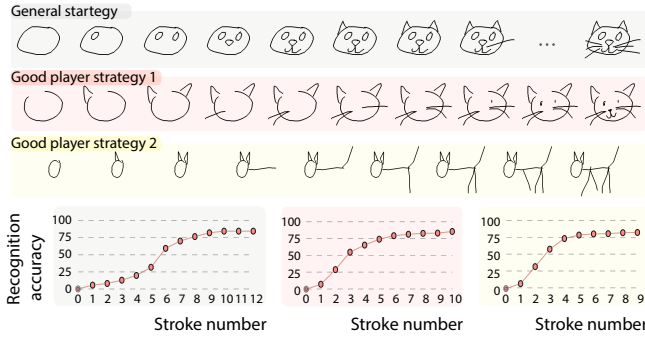 General startegy
...
Good player strategy 1
Good player strategy 2
Recognition
accuracy
100
75
50
25
0
0 1 2 3 4 5 6 7 8 9 10 11 12
Stroke number
100
75
50
25
0
0 1 2 3 4 5 6 7 8 9 10
Stroke number
100
75
50
25
0
0 1 2 3 4 5 6 7 8 9
Stroke number